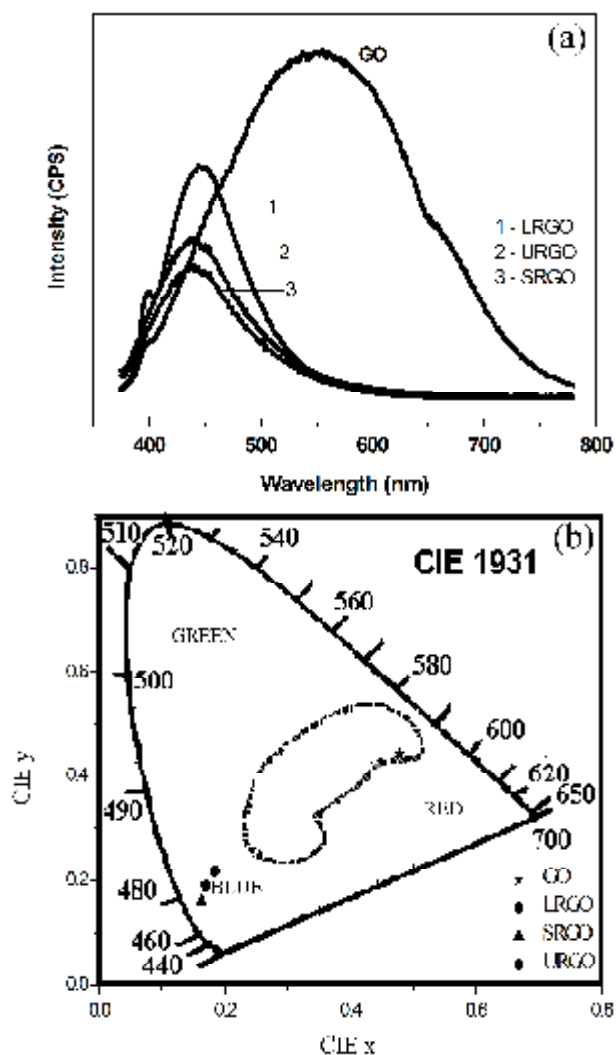 (a)
GO
Intensity (CPS)
1
2
3
1 - LRGO
2 - URGO
3 - SRGO
400 500 600 700 800
Wavelength (nm)
(b)
CIE 1931
510
520
540
560
580
600
620
650
700
500
490
480
460
440
GREEN
RED
BLUE
GO
LRGO
SRGO
URGO
CIE y
0.8
0.6
0.4
0.2
0.0
0.0 0.2 0.4 0.6 0.8
CIE x